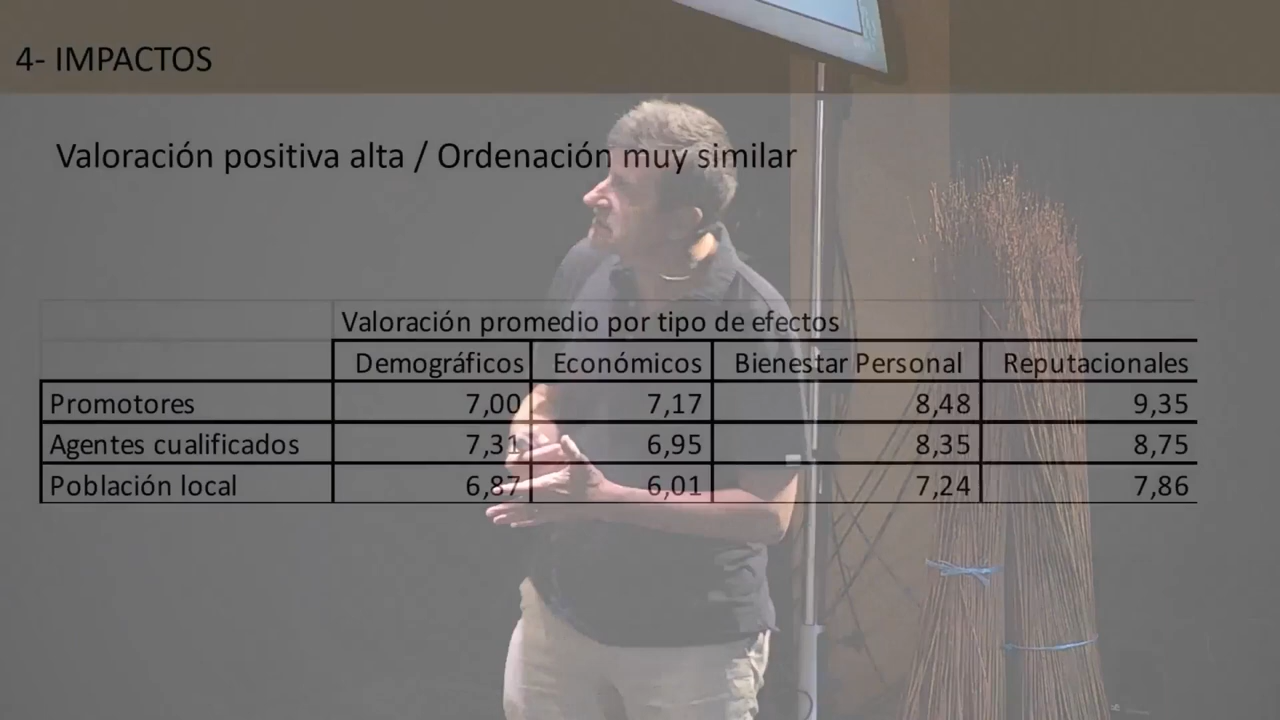 4- IMPACTOS
Valoración positiva alta / Ordenación muy similar
Valoración promedio por tipo de efectos
Demográficos Económicos Bienestar Personal Reputacionales
Promotores 7,00 7,17 8,48 9,35
Agentes cualificados 7,31 6,95 8,35 8,75
Población local 6,87 6,01 7,24 7,86